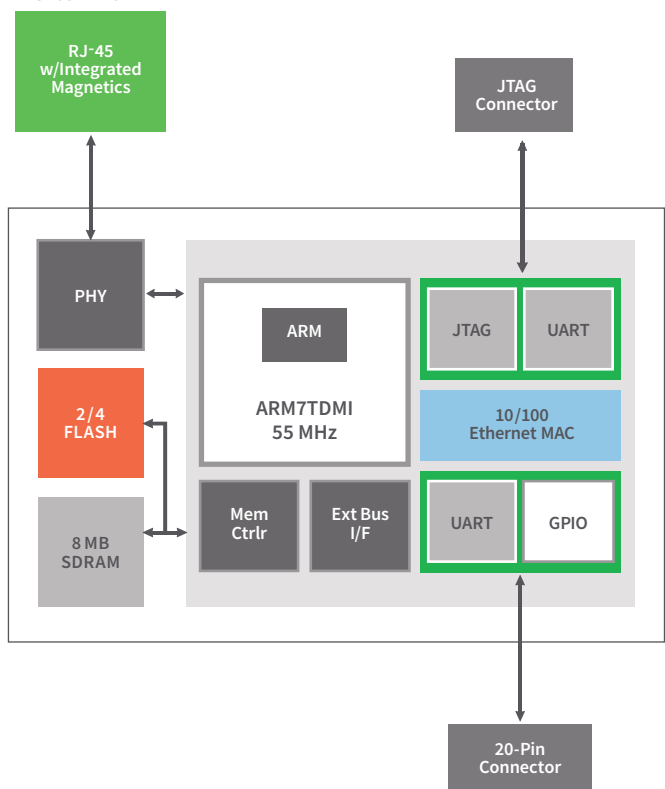 RJ-45
w/Integrated
Magnetics
JTAG
Connector
PHY
ARM
ARM7TDMI
55 MHz
JTAG
UART
2/4
FLASH
10/100
Ethernet MAC
8 MB
SDRAM
Mem
Ctrlr
Ext Bus
I/F
UART
GPIO
20-Pin
Connector